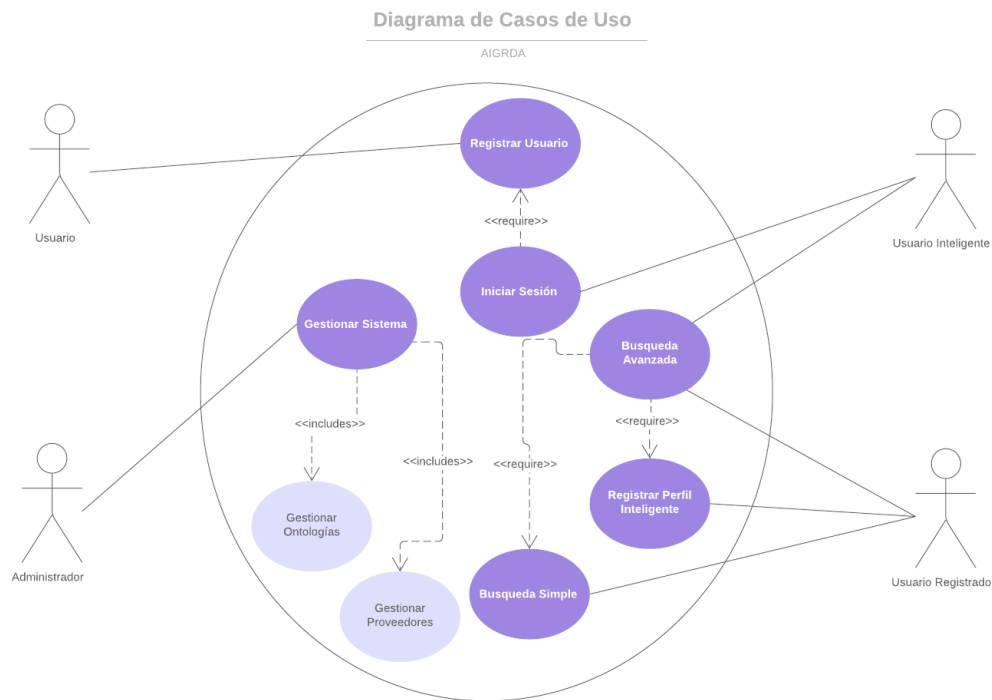 Diagrama de Casos de Uso
AIGRDA
Registrar Usuario
<<require>>
Usuario
Usuario Inteligente
Iniciar Sesión
Gestionar Sistema
Busqueda
Avanzada
<<includes>>
<<require>>
<<includes>>
<<require>>
Registrar Perfil
Inteligente
Gestionar
Ontologías
Administrador
Usuario Registrado
Busqueda Simple
Gestionar
Proveedores